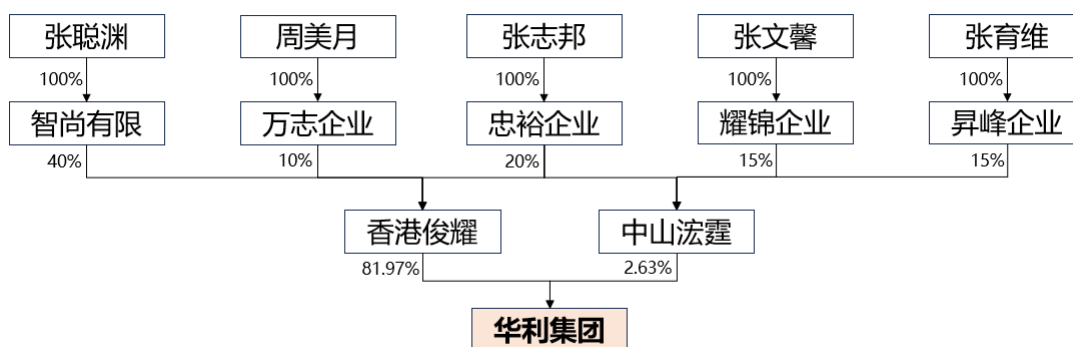 张聪渊 周美月 张志邦 张文馨 张育维
100% 100% 100% 100% 100%
智尚有限 万志企业 忠裕企业 耀锦企业 昇峰企业
40% 10% 20% 15% 15%
香港俊耀 中山浤霆
81.97% 2.63%
华利集团